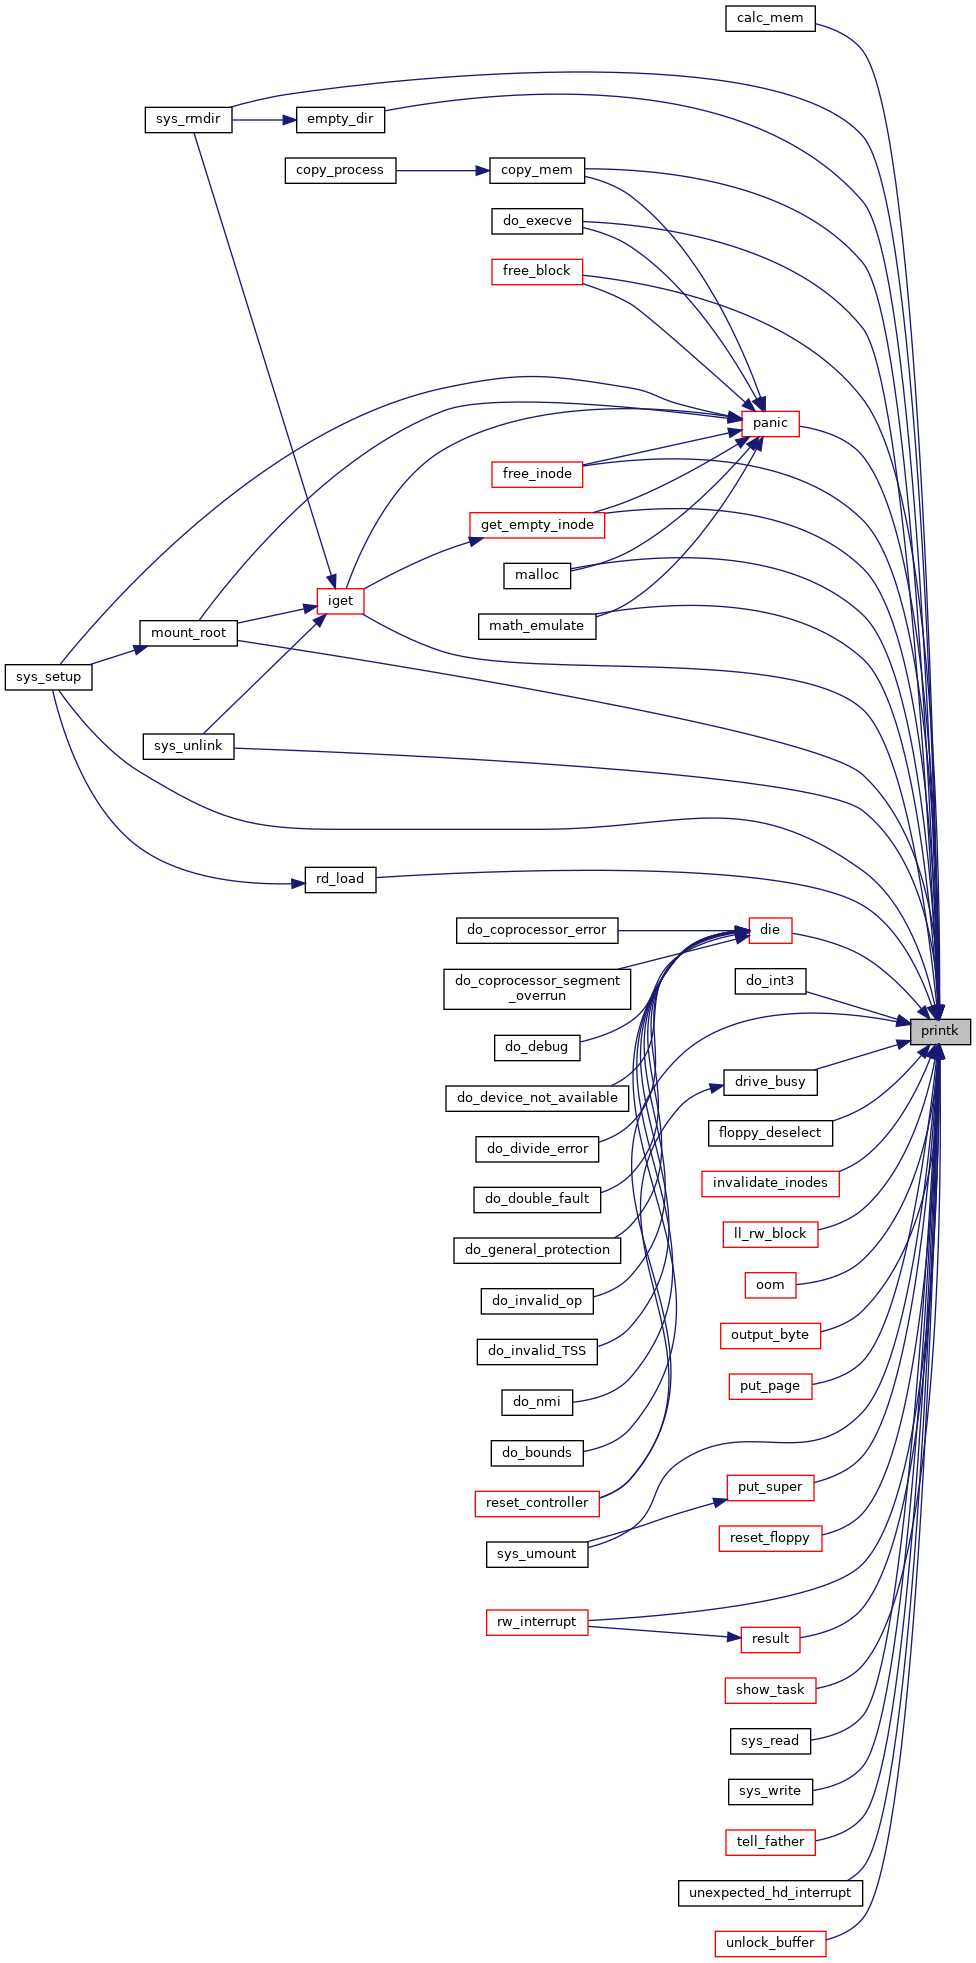 calc_mem
sys_rmdir
empty_dir
copy_process
copy_mem
do_execve
free_block
panic
free_inode
get_empty_inode
malloc
iget
math_emulate
mount_root
sys_setup
sys_unlink
rd_load
do_coprocessor_error
die
do_coprocessor_segment
_overrun
do_int3
printk
do_debug
drive_busy
do_device_not_available
floppy_deselect
do_divide_error
invalidate_inodes
do_double_fault
ll_rw_block
do_general_protection
oom
do_invalid_op
output_byte
do_invalid_TSS
put_page
do_nmi
do_bounds
put_super
reset_controller
reset_floppy
sys_umount
rw_interrupt
result
show_task
sys_read
sys_write
tell_father
unexpected_hd_interrupt
unlock_buffer